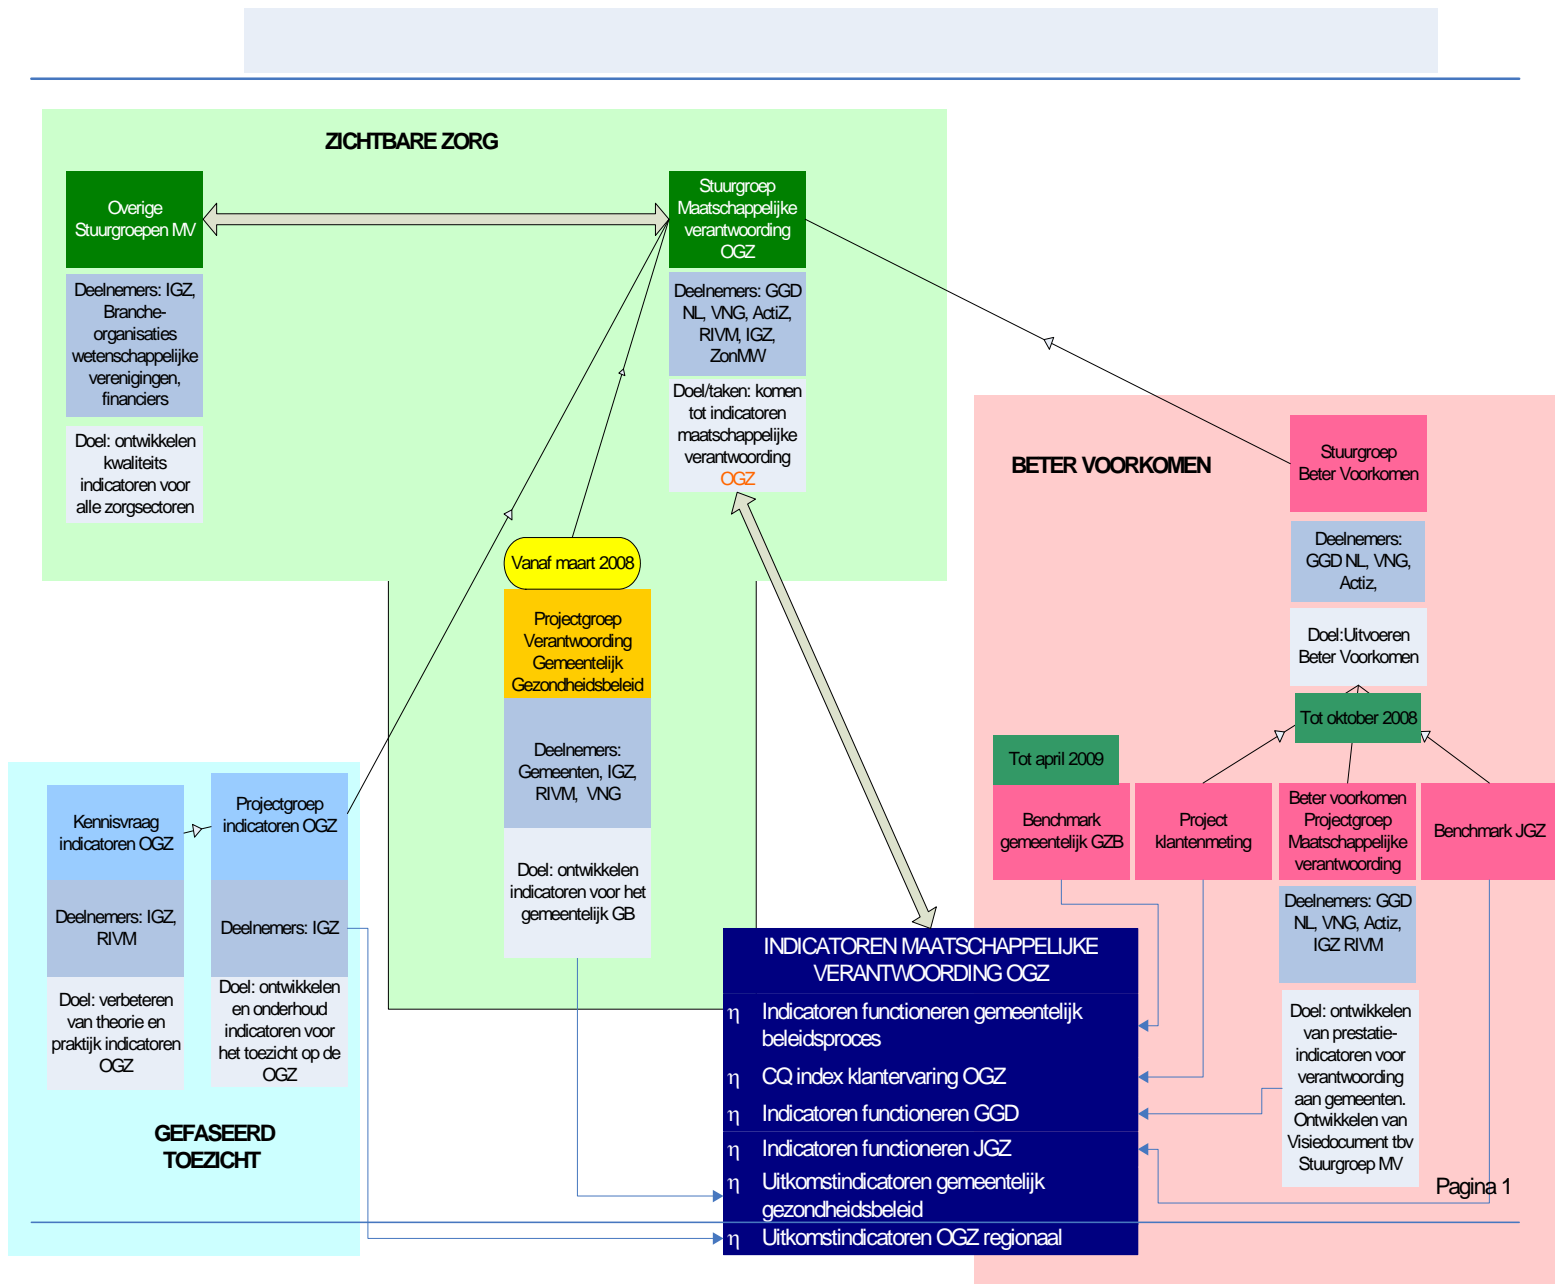 ZICHTBARE ZORG
Overige
Stuurgroepen MV
Deelnemers: IGZ,
Branche-
organisaties
wetenschappelijke
verenigingen,
financiers
Doel: ontwikkelen
kwaliteits
indicatoren voor
alle zorgsectoren
Stuurgroep
Maatschappelijke
verantwoording
OGZ
Deelnemers: GGD
NL, VNG, ActiZ,
RIVM, IGZ,
ZonMW
Doel/taken: komen
tot indicatoren
maatschappelijke
verantwoording
OGZ
Vanaf maart 2008
Projectgroep
Verantwoording
Gemeentelijk
Gezondheidsbeleid
Deelnemers:
Gemeenten, IGZ,
RIVM, VNG
Doel: ontwikkelen
indicatoren voor het
gemeentelijk GB
BETER VOORKOMEN
Stuurgroep
Beter Voorkomen
Deelnemers:
GGD NL, VNG,
Actiz,
Doel:Uitvoeren
Beter Voorkomen
Tot oktober 2008
Tot april 2009
Benchmark
gemeentelijk GZB
Project
klantenmeting
Beter voorkomen
Projectgroep
Maatschappelijke
verantwoording
Benchmark JGZ
Deelnemers: GGD
NL, VNG, Actiz,
IGZ RIVM
Doel: ontwikkelen
van prestatie-
indicatoren voor
verantwoording
aan gemeenten.
Ontwikkelen van
Visiedocument tbv
Stuurgroep MV
Kennisvraag
indicatoren OGZ
Deelnemers: IGZ,
RIVM
Doel: verbeteren
van theorie en
praktijk indicatoren
OGZ
Projectgroep
indicatoren OGZ
Deelnemers: IGZ
Doel: ontwikkelen
en onderhoud
indicatoren voor
het toezicht op de
OGZ
GEFASEERD
TOEZICHT
INDICATOREN MAATSCHAPPELIJKE
VERANTWOORDING OGZ
η Indicatoren functioneren gemeentelijk
beleidsproces
η CQ index klantervaring OGZ
η Indicatoren functioneren GGD
η Indicatoren functioneren JGZ
η Uitkomstindicatoren gemeentelijk
gezondheidsbeleid
η Uitkomstindicatoren OGZ regionaal
Pagina 1